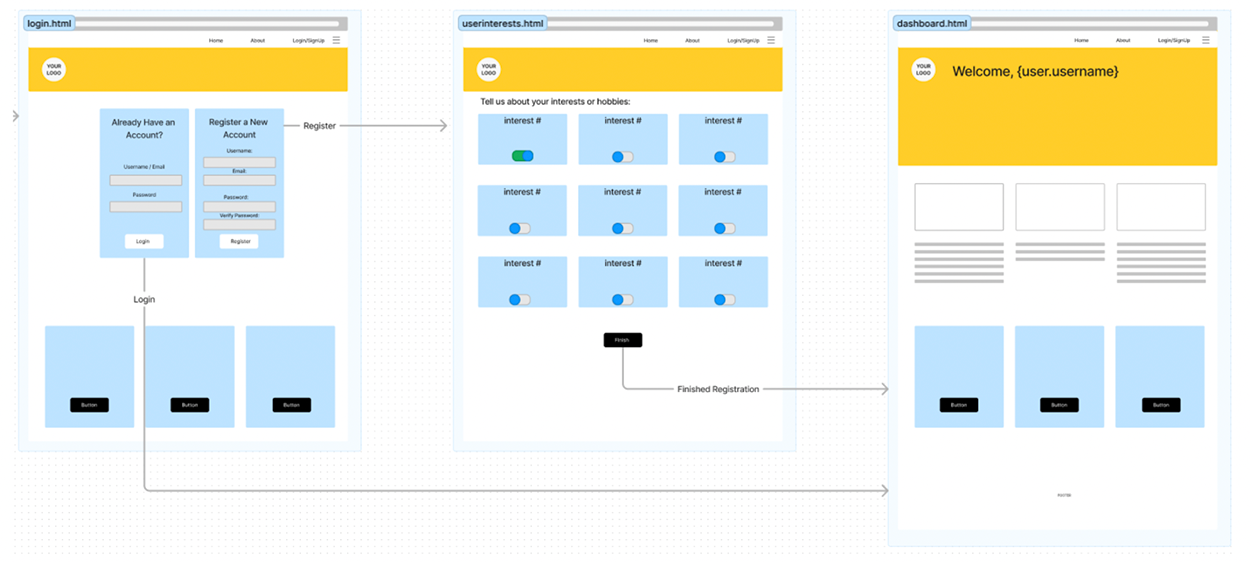 login.html
Home About Login/SignUp
YOUR
LOGO
Already Have an
Account?
Username / Email
Password
Login
Register a New
Account
Username:
Email:
Password:
Verify Password:
Register
Register
Login
Button Button Button
userinterests.html
Home About Login/SignUp
YOUR
LOGO
Tell us about your interests or hobbies:
interest # interest # interest #
interest # interest # interest #
interest # interest # interest #
Finish
Finished Registration
dashboard.html
Home About Login/SignUp
YOUR
LOGO
Welcome, {user.username}
Button Button Button